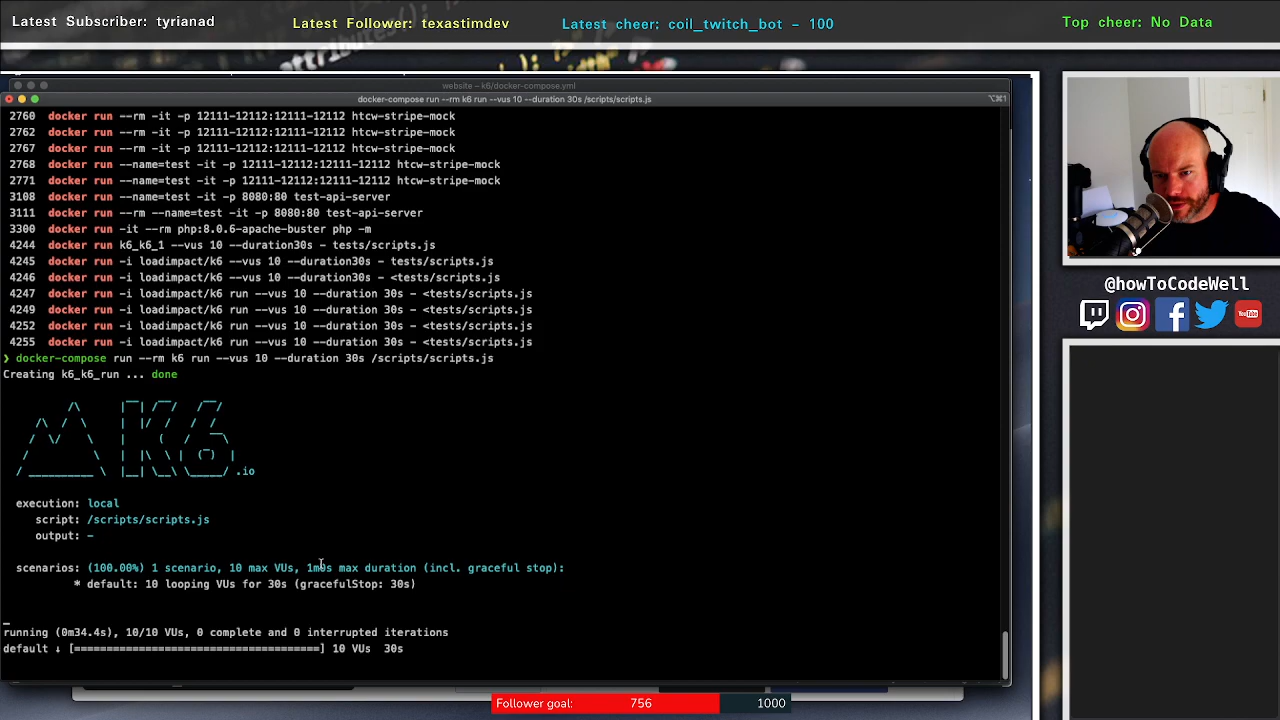 Latest Subscriber: tyrianad
Latest Follower: texastimdev
Latest cheer: coil_twitch_bot - 100
Top cheer: No Data
website — k6/docker-compose.yml
docker-compose run --rm k6 run --vus 10 --duration 30s /scripts/scripts.js
⌥⌘1
2760 docker run --rm -it -p 12111-12112:12111-12112 htcw-stripe-mock
2762 docker run --rm -it -p 12111-12112:12111-12112 htcw-stripe-mock
2767 docker run --rm -it -p 12111-12112:12111-12112 htcw-stripe-mock
2768 docker run --name=test -it -p 12111-12112:12111-12112 htcw-stripe-mock
2771 docker run --name=test -it -p 12111-12112:12111-12112 htcw-stripe-mock
3108 docker run --name=test -it -p 8080:80 test-api-server
3111 docker run --rm --name=test -it -p 8080:80 test-api-server
3300 docker run -it --rm php:8.0.6-apache-buster php -m
4244 docker run k6_k6_1 --vus 10 --duration30s - tests/scripts.js
4245 docker run -i loadimpact/k6 --vus 10 --duration30s - tests/scripts.js
4246 docker run -i loadimpact/k6 --vus 10 --duration30s - <tests/scripts.js
4247 docker run -i loadimpact/k6 run --vus 10 --duration 30s - <tests/scripts.js
4249 docker run -i loadimpact/k6 run --vus 10 --duration 30s - <tests/scripts.js
4252 docker run -i loadimpact/k6 run --vus 10 --duration 30s - <tests/scripts.js
4255 docker run -i loadimpact/k6 run --vus 10 --duration 30s - <tests/scripts.js
❯ docker-compose run --rm k6 run --vus 10 --duration 30s /scripts/scripts.js
Creating k6_k6_run ... done
K6
.io
execution: local
script: /scripts/scripts.js
output: -
scenarios: (100.00%) 1 scenario, 10 max VUs, 1m0s max duration (incl. graceful stop):
* default: 10 looping VUs for 30s (gracefulStop: 30s)
running (0m34.4s), 10/10 VUs, 0 complete and 0 interrupted iterations
default ↓ [======================================] 10 VUs 30s
@howToCodeWell
You Tube
Follower goal: 756 1000